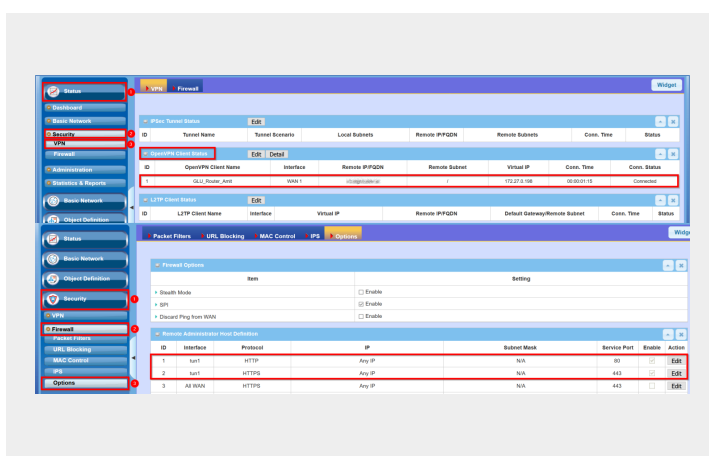 Status
1
Dashboard
Basic Network
Security
2
VPN
3
Firewall
Administration
Statistics & Reports
Basic Network
Object Definition
VPN
Firewall
Widget
IPSec Tunnel Status
Edit
ID Tunnel Name Tunnel Scenario Local Subnets Remote IP/FQDN Remote Subnets Conn. Time Status
OpenVPN Client Status
Edit Detail
ID OpenVPN Client Name Interface Remote IP/FQDN Remote Subnet Virtual IP Conn. Time Conn. Status
1 GLU_Router_Amit WAN 1 / 172.27.0.198 00:00:01:15 Connected
L2TP Client Status
Edit
ID L2TP Client Name Interface Virtual IP Remote IP/FQDN Default Gateway/Remote Subnet Conn. Time Status
Status
Basic Network
Object Definition
Security
1
VPN
Firewall
2
Packet Filters
URL Blocking
MAC Control
IPS
Options
3
Packet Filters URL Blocking MAC Control IPS Options
Widge
Firewall Options
Item Setting
Stealth Mode Enable
SPI Enable
Discard Ping from WAN Enable
Remote Administrator Host Definition
ID Interface Protocol IP Subnet Mask Service Port Enable Action
1 tun1 HTTP Any IP N/A 80 Edit
2 tun1 HTTPS Any IP N/A 443 Edit
3 All WAN HTTPS Any IP N/A 443 Edit